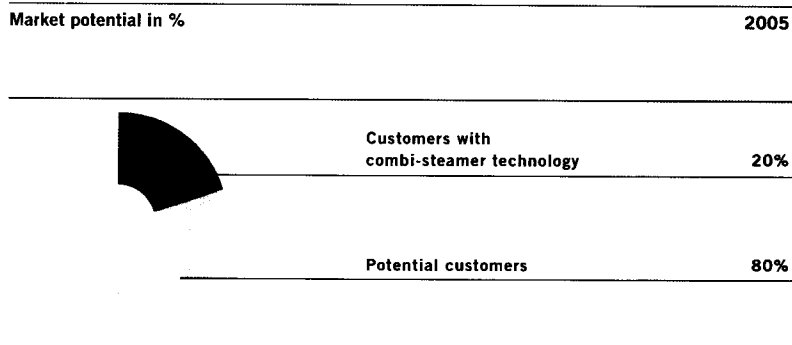 Market potential in % 2005
Customers with
combi-steamer technology 20%
Potential customers 80%